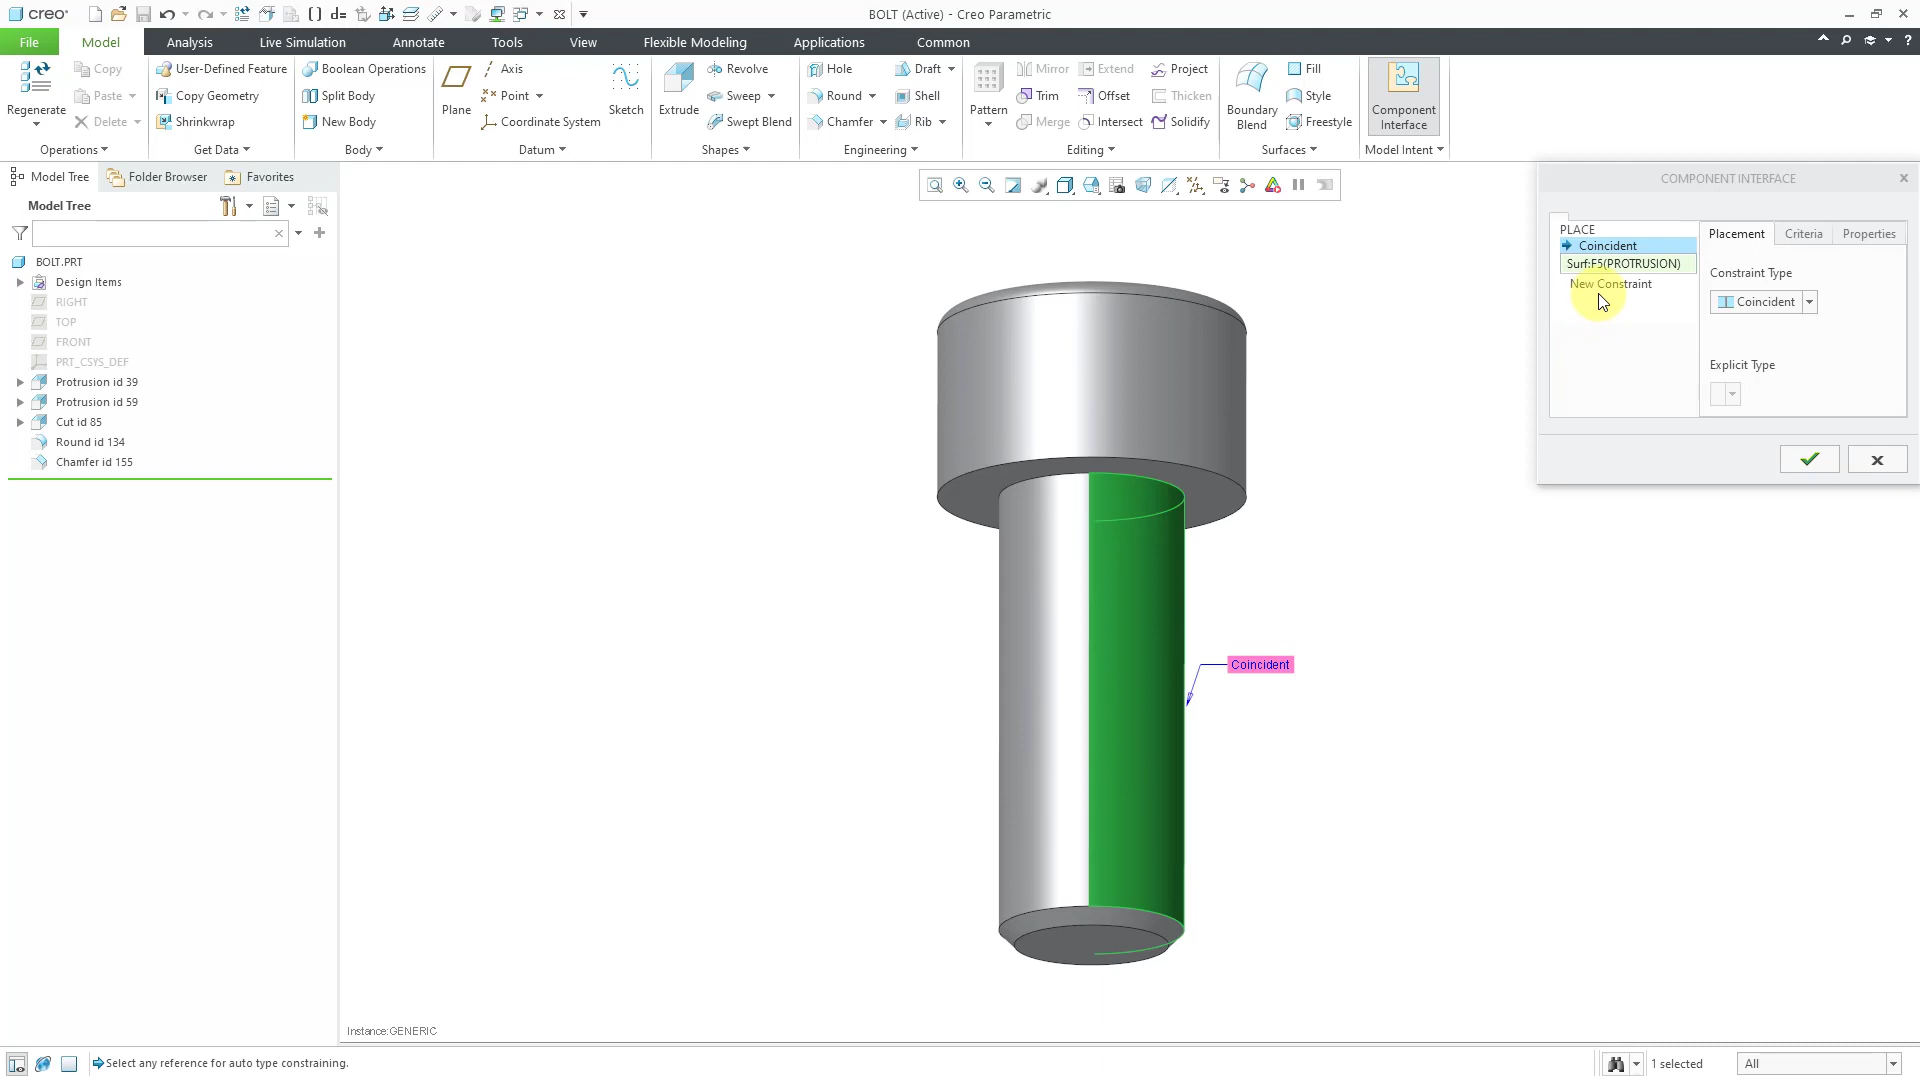 creo
d=
BOLT (Active) - Creo Parametric
File
Model
Analysis
Live Simulation
Annotate
Tools
View
Flexible Modeling
Applications
Common
?
Regenerate
Copy
Paste
Delete
Operations
User-Defined Feature
Copy Geometry
Shrinkwrap
Get Data
Boolean Operations
Split Body
New Body
Body
Plane
Axis
Point
Coordinate System
Sketch
Datum
Extrude
Revolve
Sweep
Swept Blend
Shapes
Hole
Round
Chamfer
Draft
Shell
Rib
Engineering
Pattern
Mirror
Trim
Merge
Extend
Offset
Intersect
Project
Thicken
Solidify
Editing
Boundary
Blend
Fill
Style
Freestyle
Surfaces
Component
Interface
Model Intent
Model Tree
Folder Browser
Favorites
Model Tree
BOLT.PRT
Design Items
RIGHT
TOP
FRONT
PRT_CSYS_DEF
Protrusion id 39
Protrusion id 59
Cut id 85
Round id 134
Chamfer id 155
COMPONENT INTERFACE
PLACE
Coincident
Surf:F5(PROTRUSION)
New Constraint
Placement
Criteria
Properties
Constraint Type
Coincident
Explicit Type
Coincident
Instance:GENERIC
Select any reference for auto type constraining.
1 selected
All